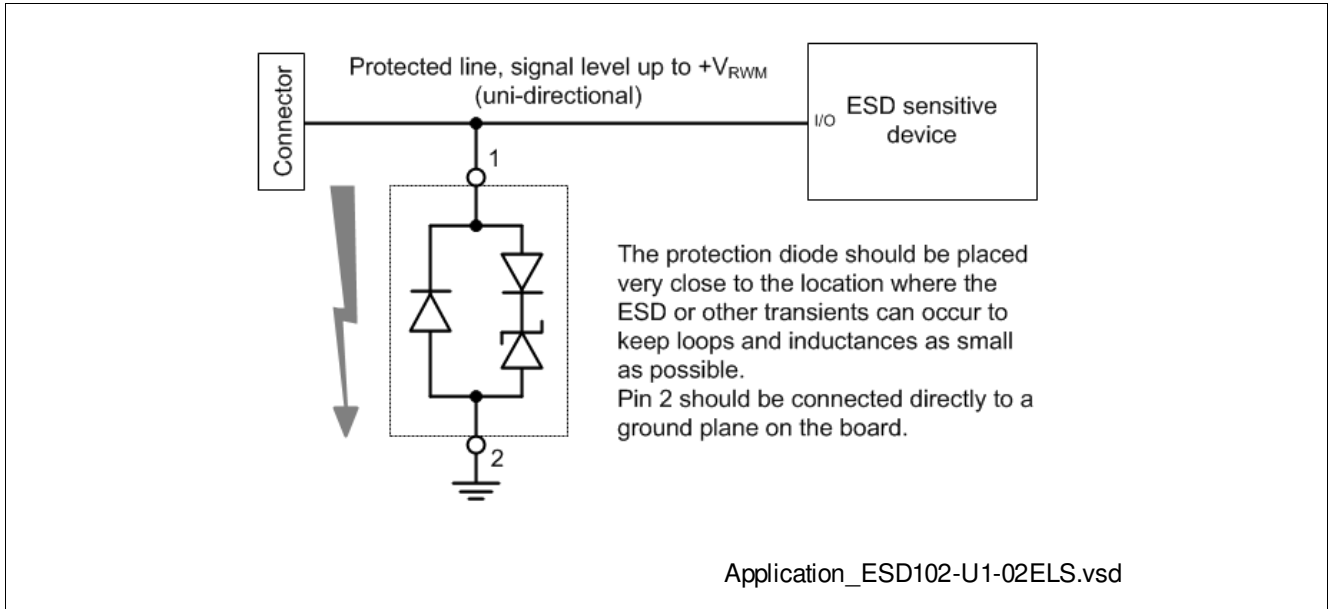 Connector
Protected line, signal level up to +VRWM
(uni-directional)
I/O
ESD sensitive
device
1
The protection diode should be placed
very close to the location where the
ESD or other transients can occur to
keep loops and inductances as small
as possible.
Pin 2 should be connected directly to a
ground plane on the board.
2
Application_ESD102-U1-02ELS.vsd